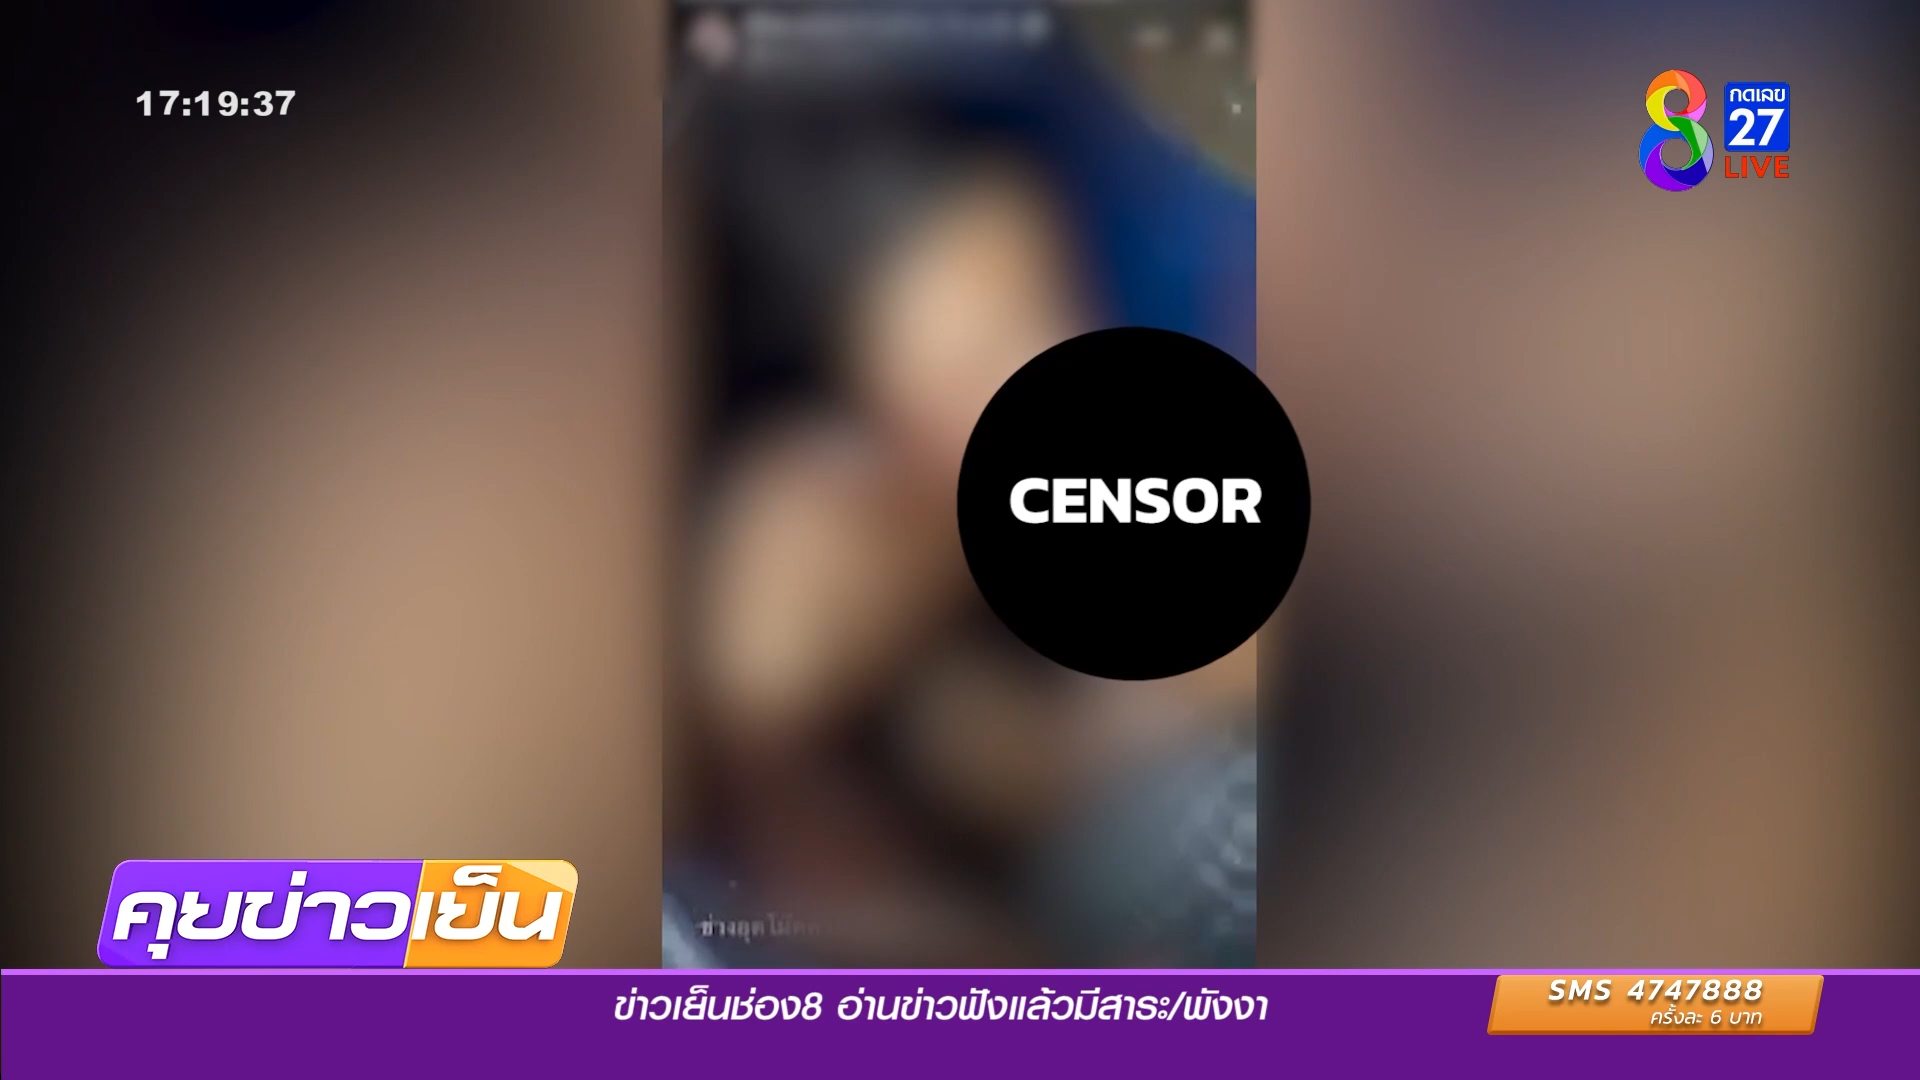 17:19:37
8
กดเลข
27
LIVE
CENSOR
คุยข่าวเย็น
ข่าวเย็นช่อง8 อ่านข่าวฟังแล้วมีสาระ/พังงา
SMS 4747888
ครั้งละ 6 บาท